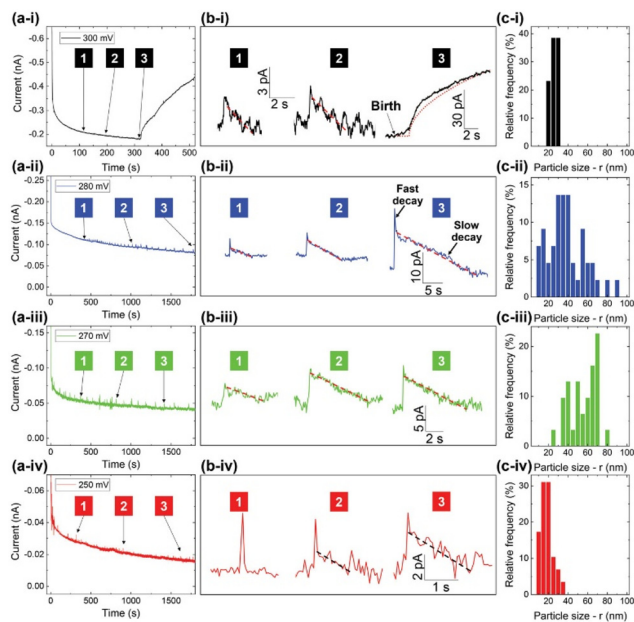 (a-i)
(b-i)
(c-i)
300 mV
1
2
3
Current (nA)
-0.6
-0.4
-0.3
-0.2
0
100
200
300
400
500
Time (s)
1
2
3
3 pA
2 s
Birth
30 pA
2 s
Relative frequency (%)
50
40
30
20
10
0
20
40
60
80
100
Particle size - r (nm)
(a-ii)
(b-ii)
(c-ii)
280 mV
1
2
3
Current (nA)
-0.25
-0.20
-0.15
-0.10
-0.05
0
500
1000
1500
Time (s)
1
2
3
Fast
decay
Slow
decay
10 pA
5 s
Relative frequency (%)
20
15
10
5
0
20
40
60
80
100
Particle size - r (nm)
(a-iii)
(b-iii)
(c-iii)
270 mV
1
2
3
Current (nA)
-0.15
-0.10
-0.05
0.00
0
500
1000
1500
Time (s)
1
2
3
5 pA
2 s
Relative frequency (%)
20
10
0
20
40
60
80
100
Particle size - r (nm)
(a-iv)
(b-iv)
(c-iv)
250 mV
1
2
3
Current (nA)
-0.06
-0.04
-0.02
0.00
0
500
1000
1500
Time (s)
1
2
3
2 pA
1 s
Relative frequency (%)
40
30
20
10
0
20
40
60
80
100
Particle size - r (nm)